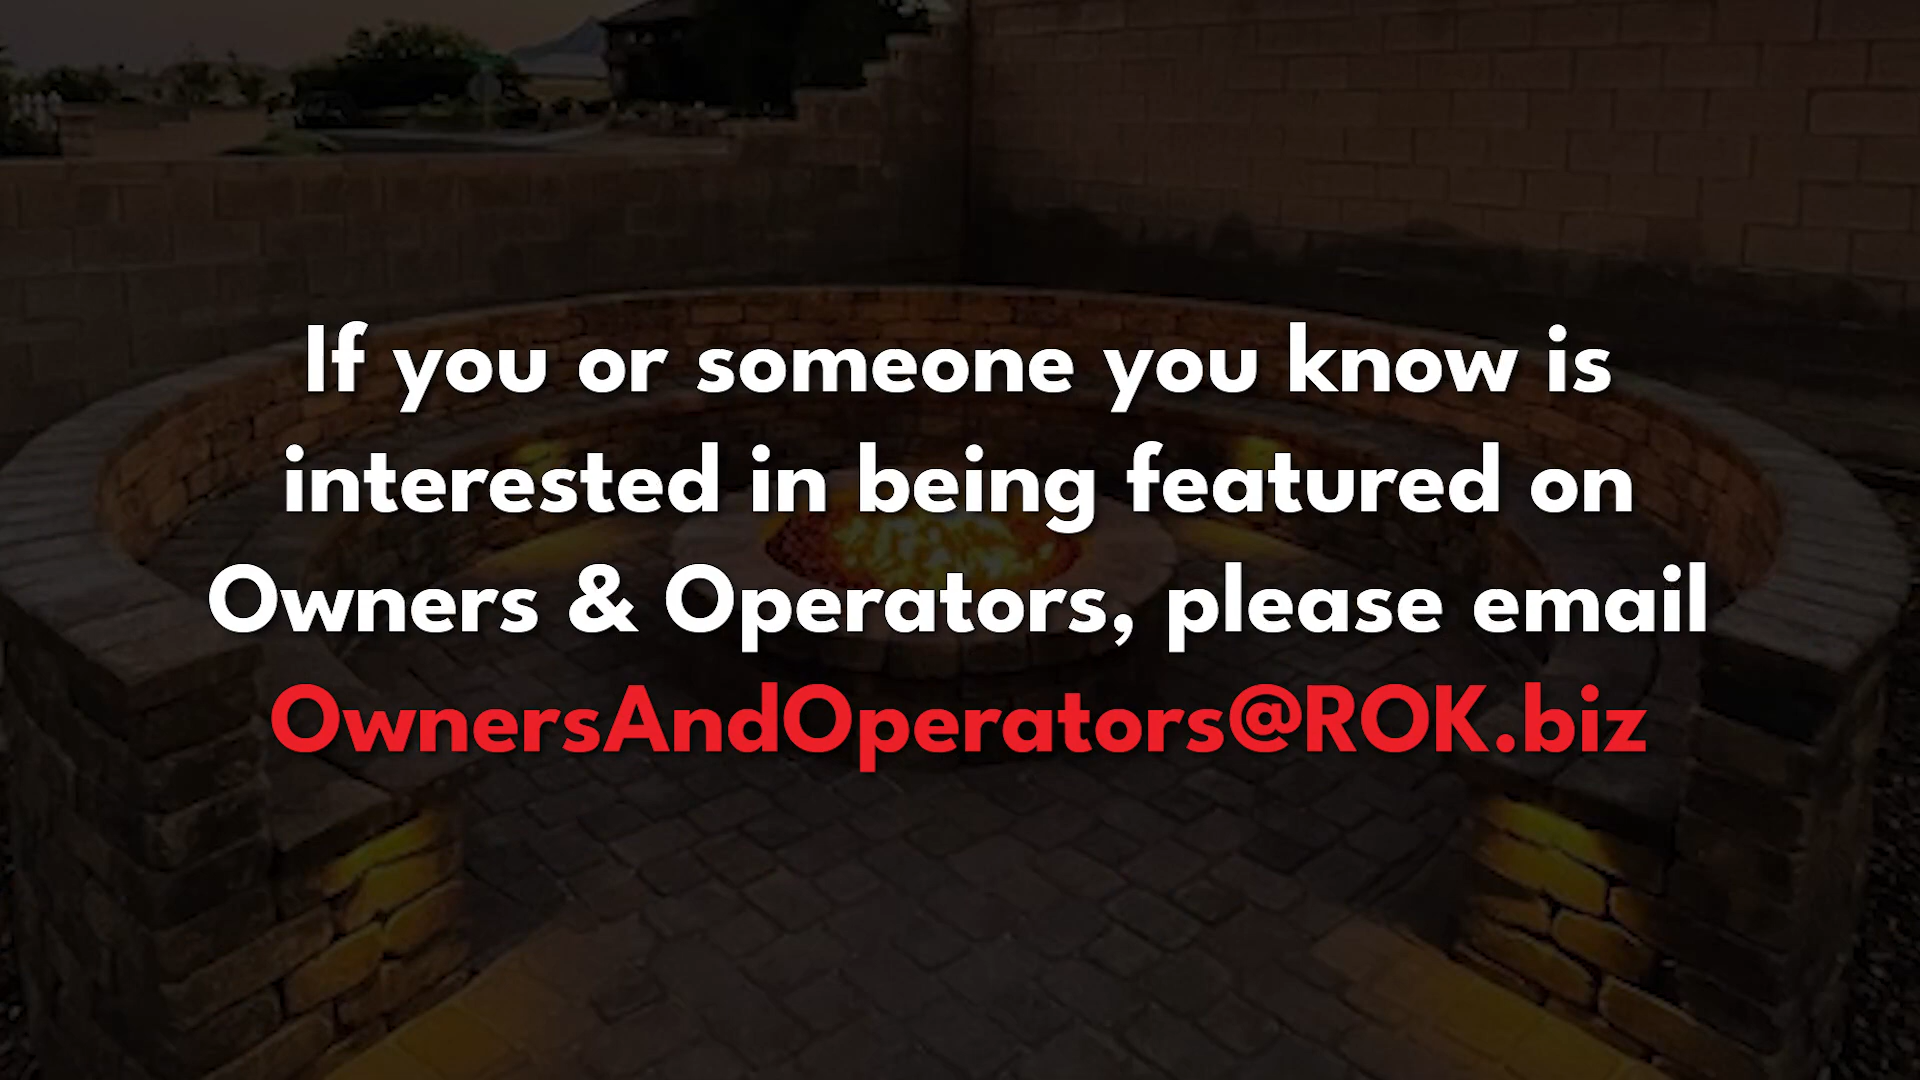 If you or someone you know is
interested in being featured on
Owners & Operators, please email
OwnersAndOperators@ROK.biz